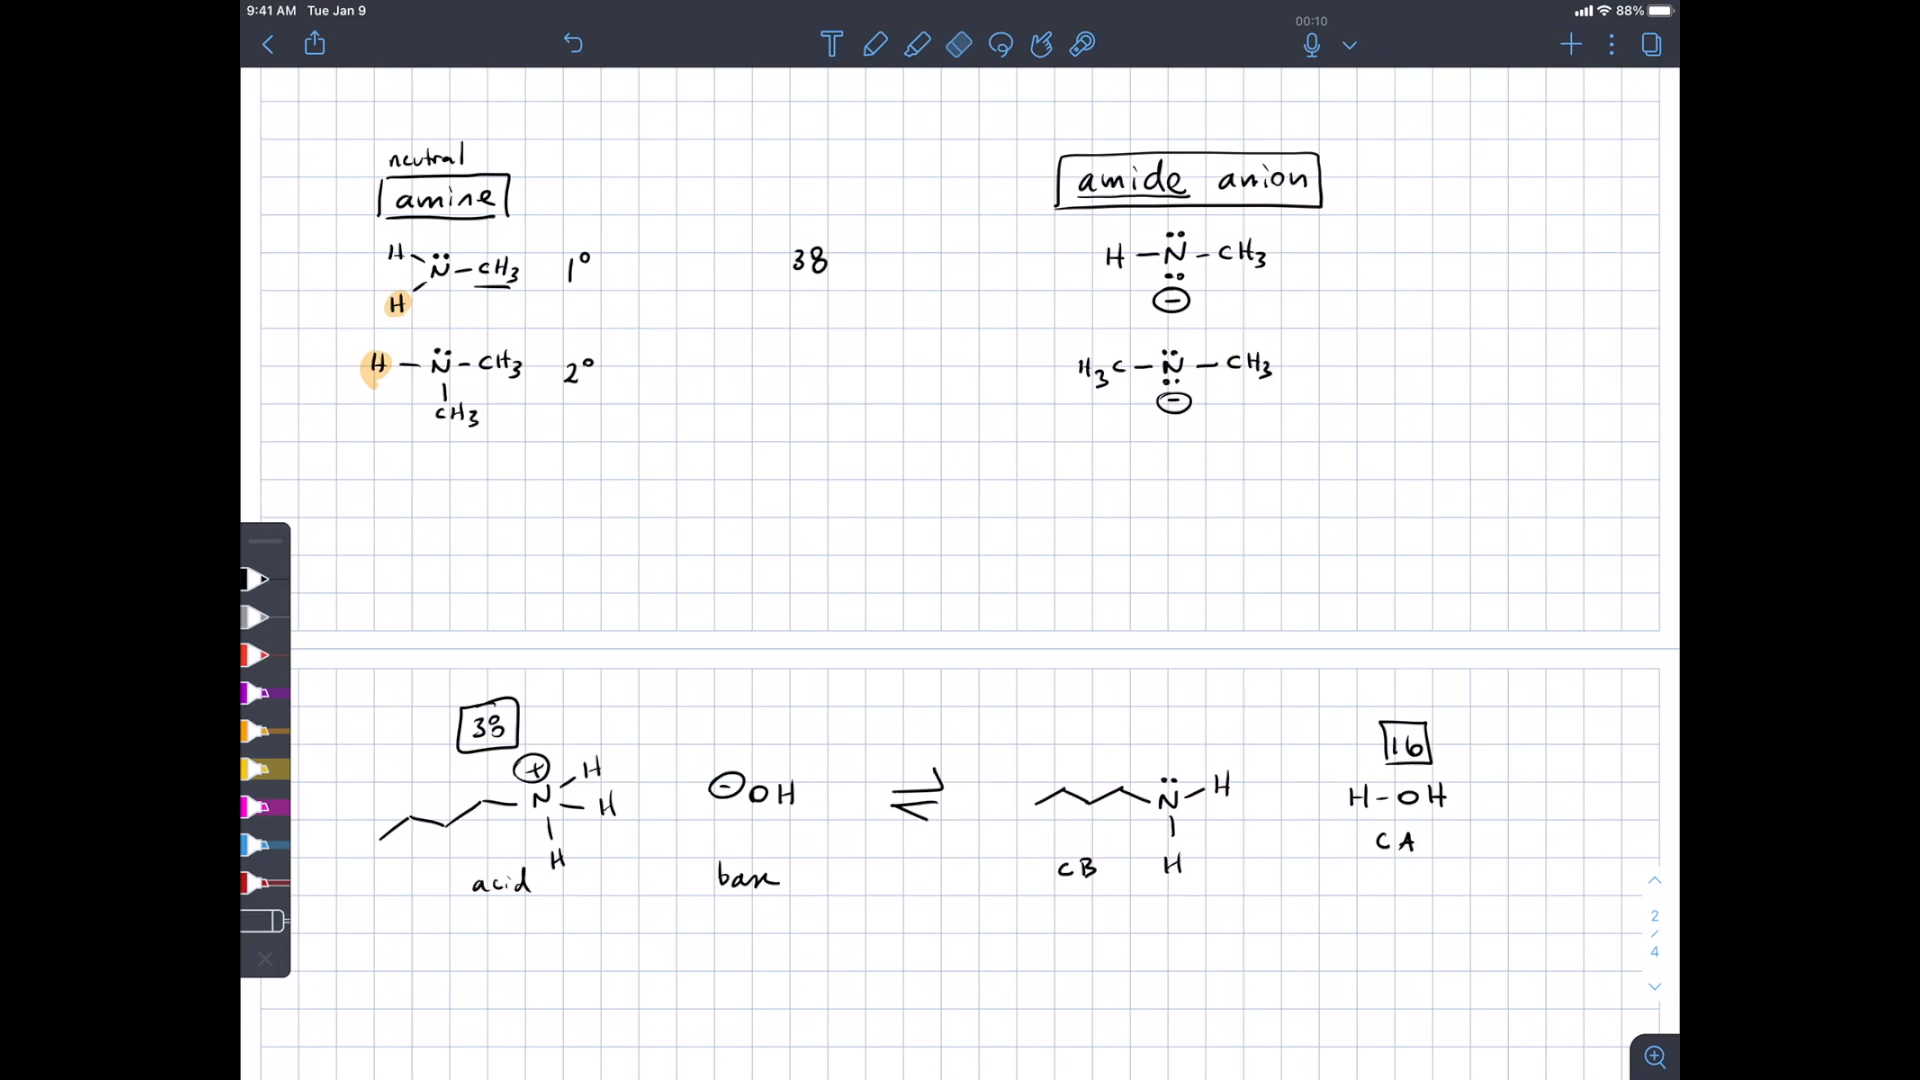 9:41 AM Tue Jan 9
88%
00:10
neutral
amine
amide anion
H
N̈ – CH3 1°
H
38
H – N̈ – CH3
⊖
H – N̈ – CH3 2°
CH3
H3C – N̈ – CH3
⊖
38
16
⊕
H
N H
H
⊖OH
⇌
N̈ H
H
H – OH
CA
acid
base
CB
2
/
4